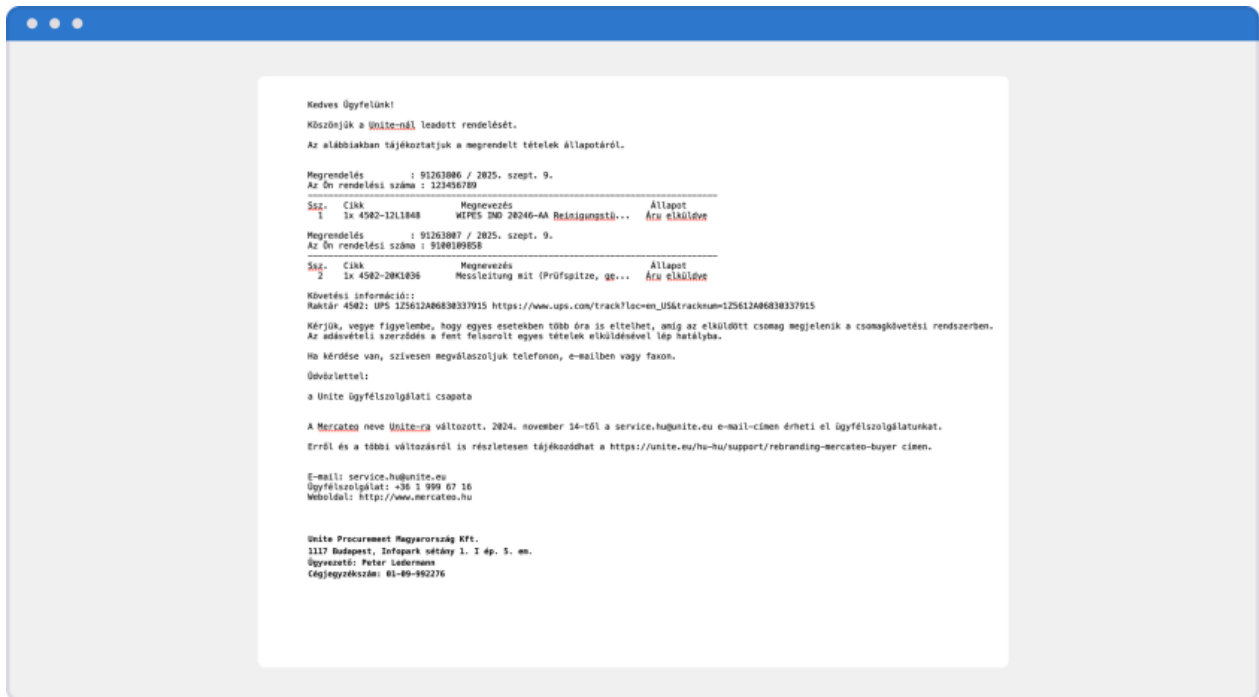 Kedves Ügyfelünk!
Köszönjük a Unite-nál leadott rendelését.
Az alábbiakban tájékoztatjuk a megrendelt tételek állapotáról.
Megrendelés : 91263806 / 2025. szept. 9.
Az Ön rendelési száma : 123456789
Ssz. Cikk Megnevezés Állapot
1 1x 4502-12L1848 WIPES IND 20246-AA Reinigungstü... Áru elküldve
Megrendelés : 91263807 / 2025. szept. 9.
Az Ön rendelési száma : 9100109858
Ssz. Cikk Megnevezés Állapot
2 1x 4502-20K1036 Messleitung mit (Prüfspitze, ge... Áru elküldve
Követési információ::
Raktár 4502: UPS 1Z5612A06830337915 https://www.ups.com/track?loc=en_US&tracknum=1Z5612A06830337915
Kérjük, vegye figyelembe, hogy egyes esetekben több óra is eltelhet, amíg az elküldött csomag megjelenik a csomagkövetési rendszerben.
Az adásvételi szerződés a fent felsorolt egyes tételek elküldésével lép hatályba.
Ha kérdése van, szívesen megválaszoljuk telefonon, e-mailben vagy faxon.
Üdvözlettel:
a Unite ügyfélszolgálati csapata
A Mercateo neve Unite-ra változott. 2024. november 14-től a service.hu@unite.eu e-mail-címen érheti el ügyfélszolgálatunkat.
Erről és a többi változásról is részletesen tájékozódhat a https://unite.eu/hu-hu/support/rebranding-mercateo-buyer címen.
E-mail: service.hu@unite.eu
Ügyfélszolgálat: +36 1 999 67 16
Weboldal: http://www.mercateo.hu
Unite Procurement Magyarország Kft.
1117 Budapest, Infopark sétány 1. I ép. 5. em.
Ügyvezető: Peter Ledermann
Cégjegyzékszám: 01-09-992276